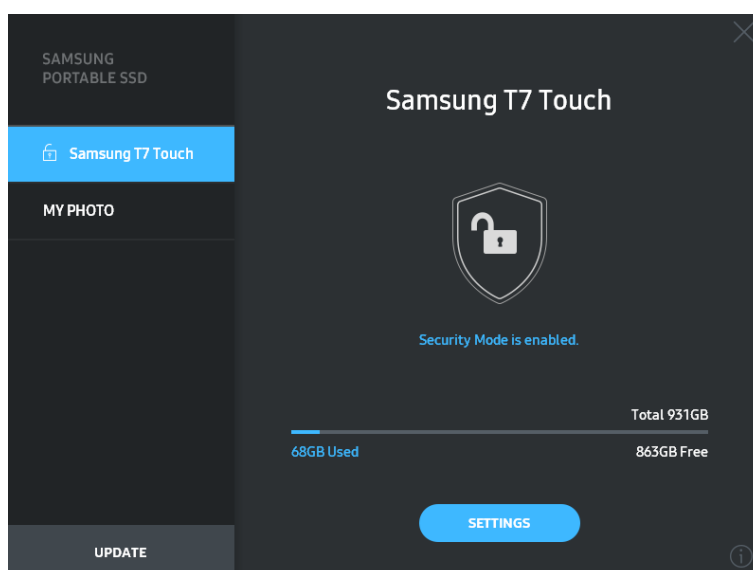 SAMSUNG
PORTABLE SSD
Samsung T7 Touch
MY PHOTO
UPDATE
Samsung T7 Touch
Security Mode is enabled.
Total 931GB
68GB Used 863GB Free
SETTINGS